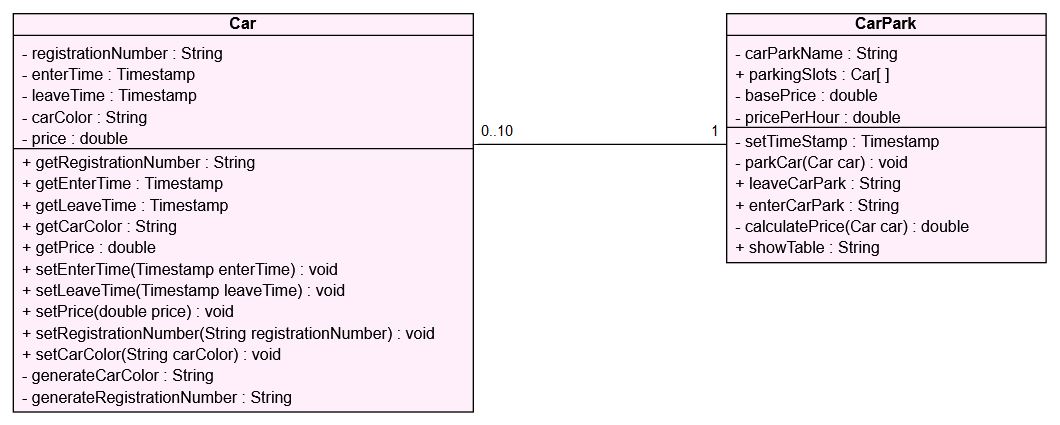 Car
- registrationNumber : String
- enterTime : Timestamp
- leaveTime : Timestamp
- carColor : String
- price : double
+ getRegistrationNumber : String
+ getEnterTime : Timestamp
+ getLeaveTime : Timestamp
+ getCarColor : String
+ getPrice : double
+ setEnterTime(Timestamp enterTime) : void
+ setLeaveTime(Timestamp leaveTime) : void
+ setPrice(double price) : void
+ setRegistrationNumber(String registrationNumber) : void
+ setCarColor(String carColor) : void
- generateCarColor : String
- generateRegistrationNumber : String
0..10
1
CarPark
- carParkName : String
+ parkingSlots : Car[ ]
- basePrice : double
- pricePerHour : double
- setTimeStamp : Timestamp
- parkCar(Car car) : void
+ leaveCarPark : String
+ enterCarPark : String
- calculatePrice(Car car) : double
+ showTable : String